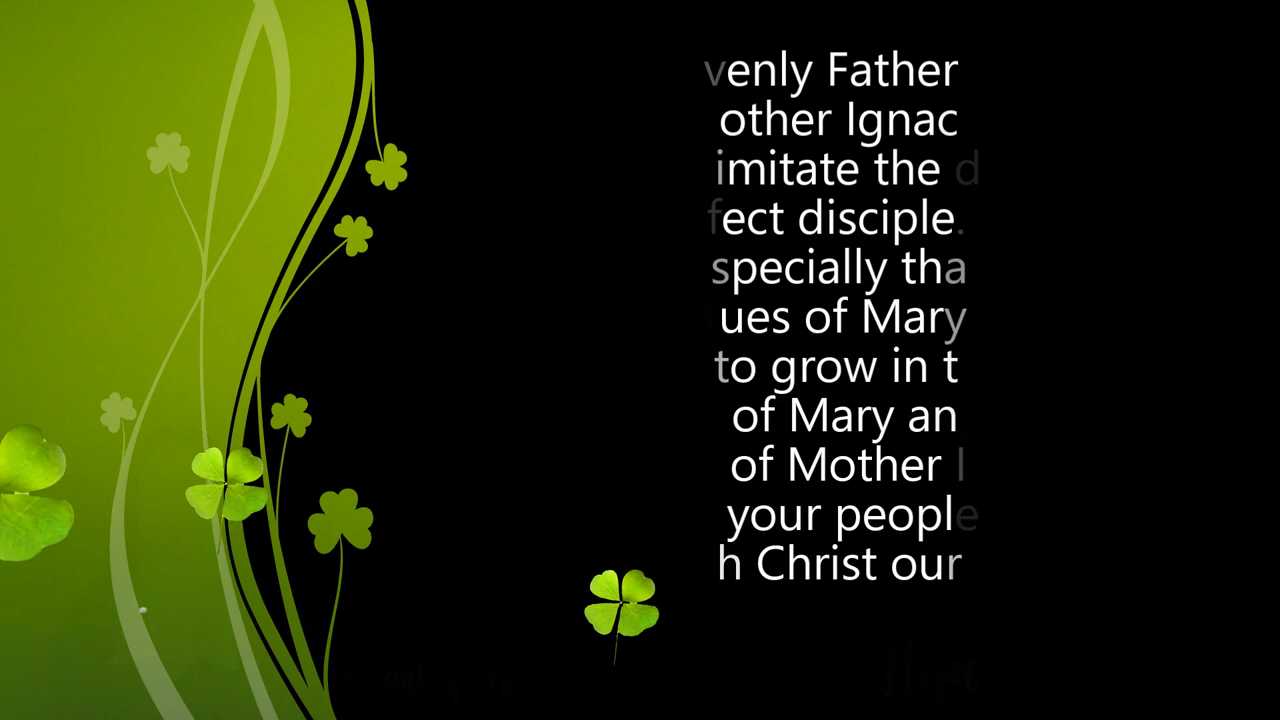 venly Father
other Ignac
imitate the d
fect disciple.
specially tha
ues of Mary
to grow in t
of Mary an
of Mother I
your people
h Christ our